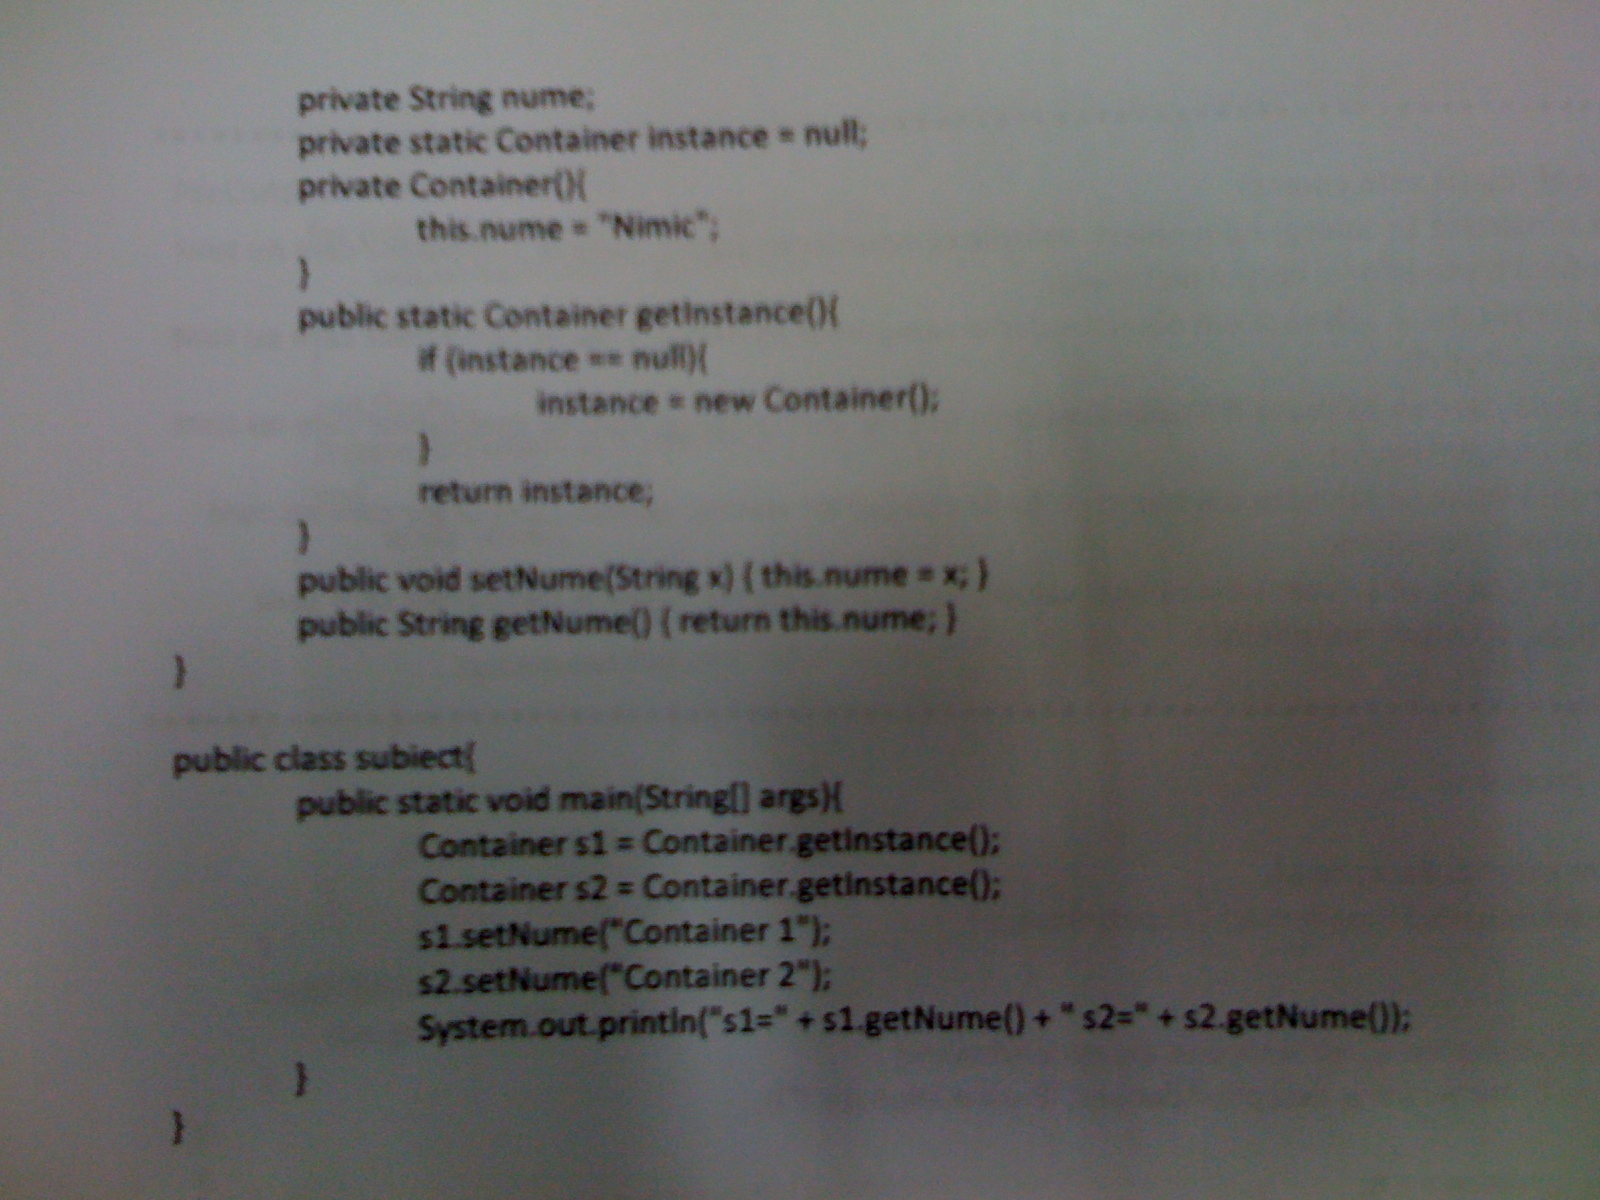 private String nume;
private static Container instance = null;
private Container(){
this.nume = "Nimic";
}
public static Container getInstance(){
if (instance == null){
instance = new Container();
}
return instance;
}
public void setNume(String x) { this.nume = x; }
public String getNume() { return this.nume; }
}
public class subiect{
public static void main(String[] args){
Container s1 = Container.getInstance();
Container s2 = Container.getInstance();
s1.setNume("Container 1");
s2.setNume("Container 2");
System.out.println("s1=" + s1.getNume() + " s2=" + s2.getNume());
}
}